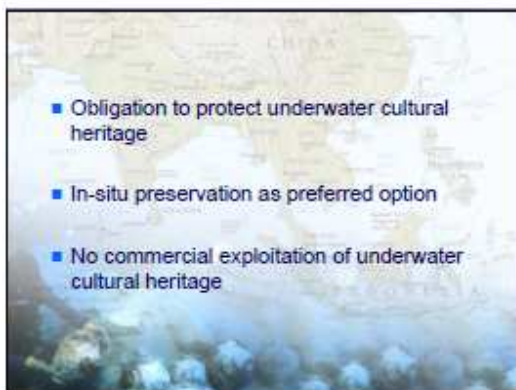 CHINA
Obligation to protect underwater cultural
heritage
In-situ preservation as preferred option
No commercial exploitation of underwater
cultural heritage